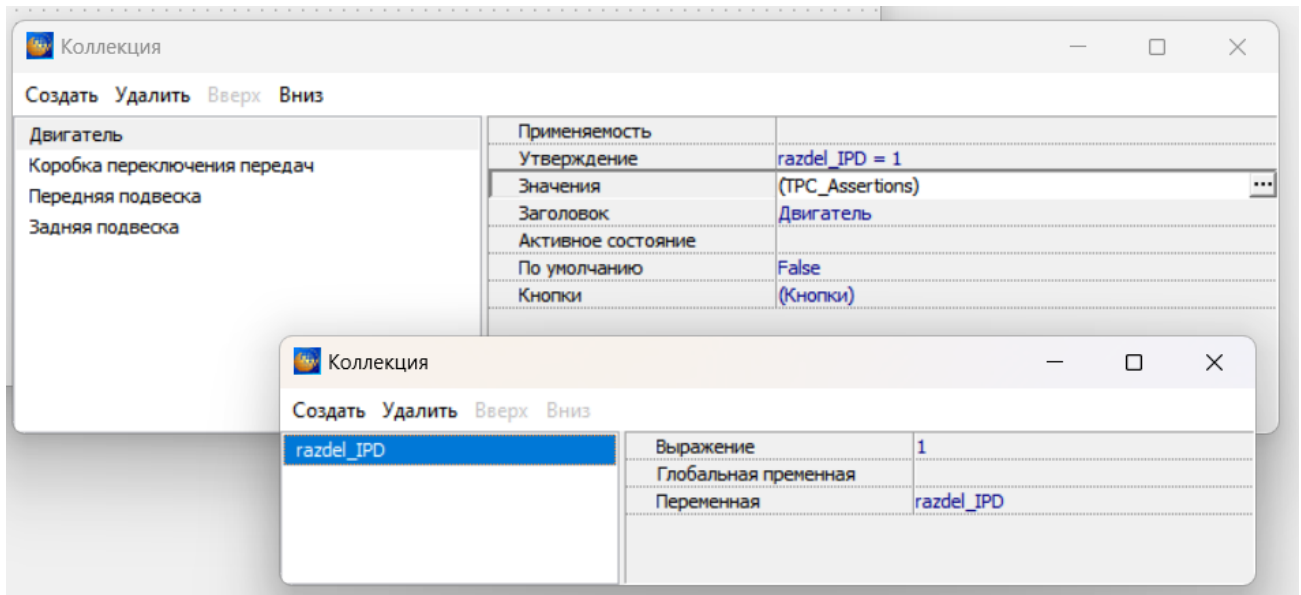 Коллекция
Создать Удалить Вверх Вниз
Двигатель
Коробка переключения передач
Передняя подвеска
Задняя подвеска
Применяемость
Утверждение razdel_IPD = 1
Значения (TPC_Assertions) ...
Заголовок Двигатель
Активное состояние
По умолчанию False
Кнопки (Кнопки)
Коллекция
Создать Удалить Вверх Вниз
razdel_IPD
Выражение 1
Глобальная пременная
Переменная razdel_IPD